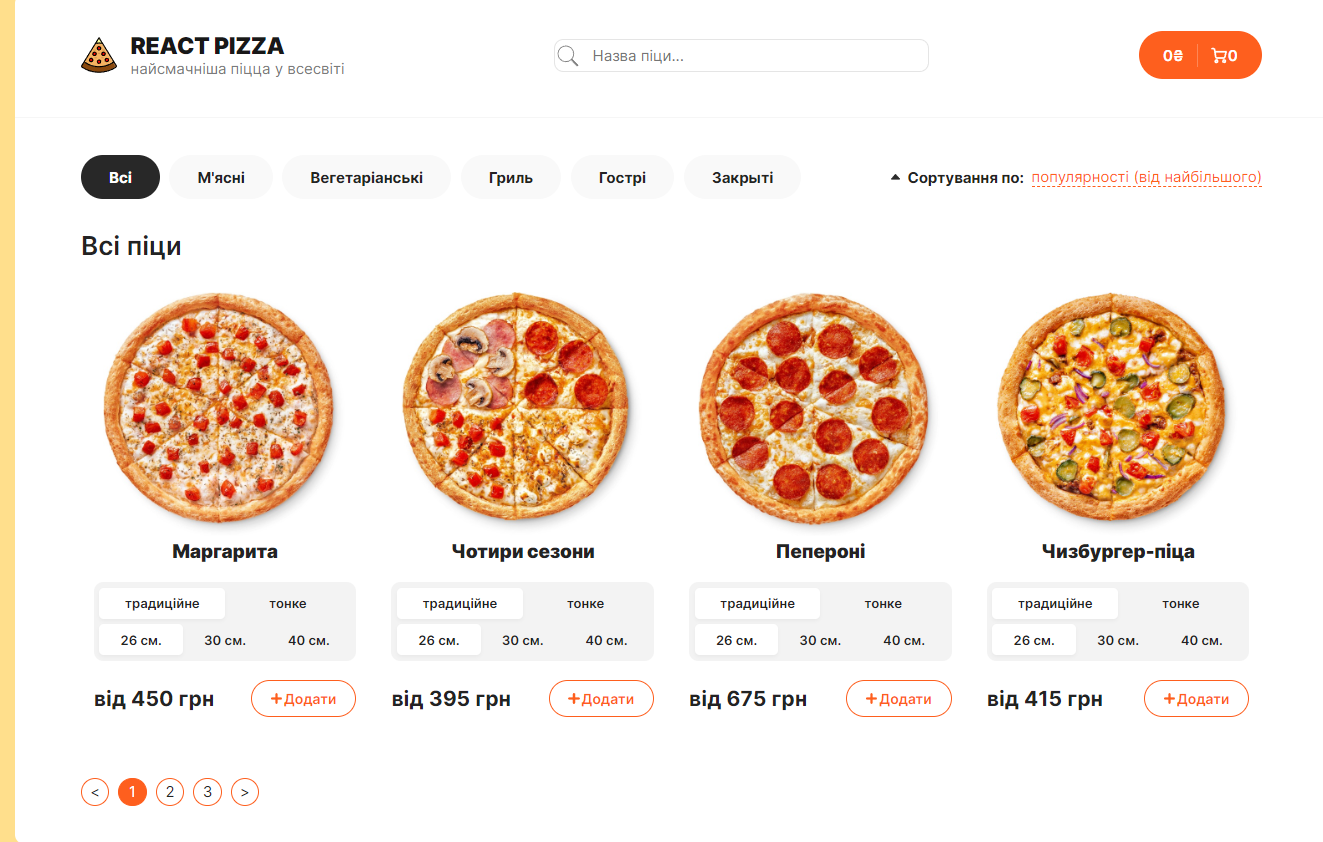 REACT PIZZA
найсмачніша піцца у всесвіті
Назва піци...
0₴ 0
Всі М'ясні Вегетаріанські Гриль Гострі Закриті Сортування по: популярності (від найбільшого)
Всі піци
Маргарита Чотири сезони Пепероні Чизбургер-піца
традиційне тонке традиційне тонке традиційне тонке традиційне тонке
26 см. 30 см. 40 см. 26 см. 30 см. 40 см. 26 см. 30 см. 40 см. 26 см. 30 см. 40 см.
від 450 грн +Додати від 395 грн +Додати від 675 грн +Додати від 415 грн +Додати
< 1 2 3 >